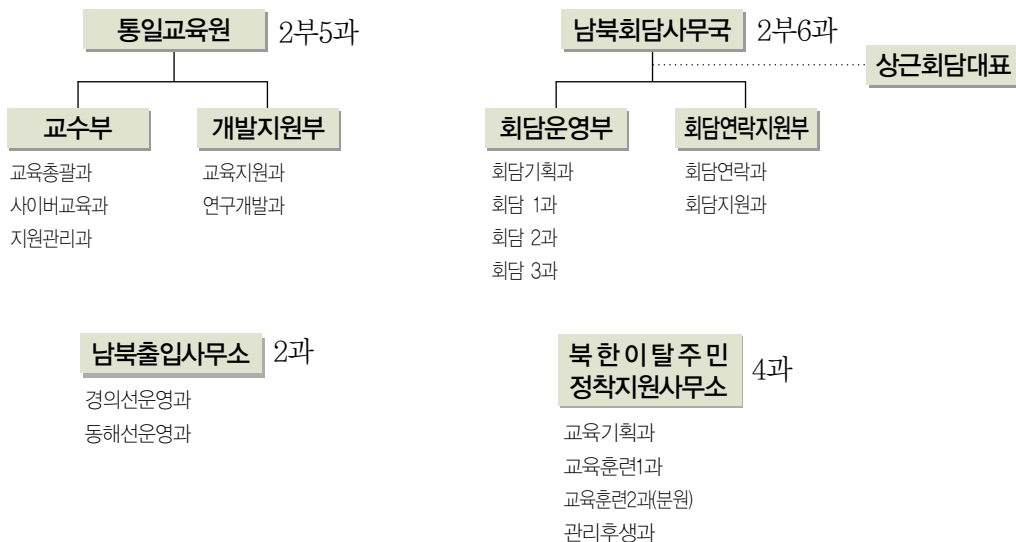 통일교육원 2부5과
교수부
교육총괄과
사이버교육과
지원관리과
개발지원부
교육지원과
연구개발과
남북회담사무국 2부6과
상근회담대표
회담운영부
회담기획과
회담 1과
회담 2과
회담 3과
회담연락지원부
회담연락과
회담지원과
남북출입사무소 2과
경의선운영과
동해선운영과
북한이탈주민
정착지원사무소 4과
교육기획과
교육훈련1과
교육훈련2과(분원)
관리후생과